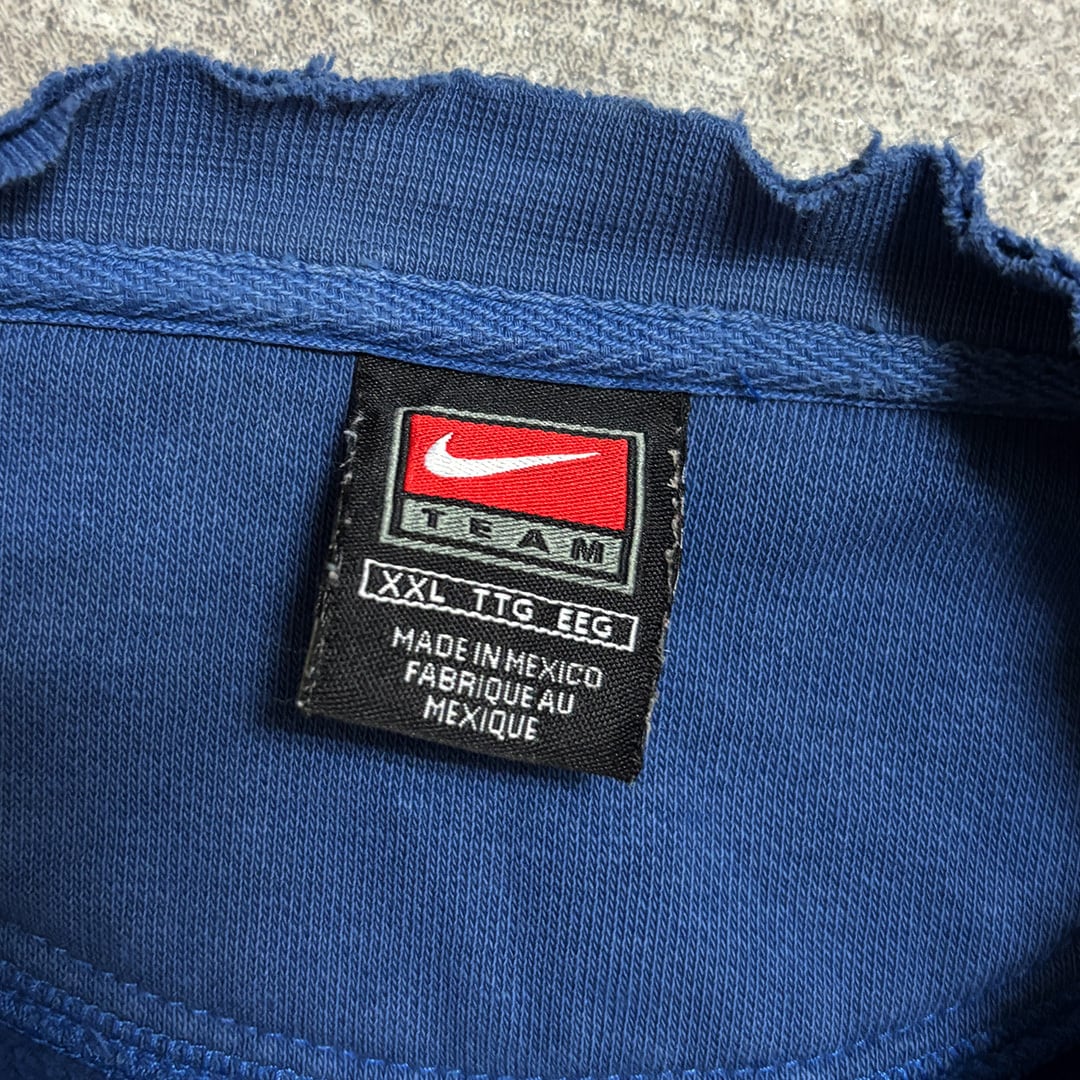 TEAM
XXL TTG EEG
MADE IN MEXICO
FABRIQUE AU
MEXIQUE